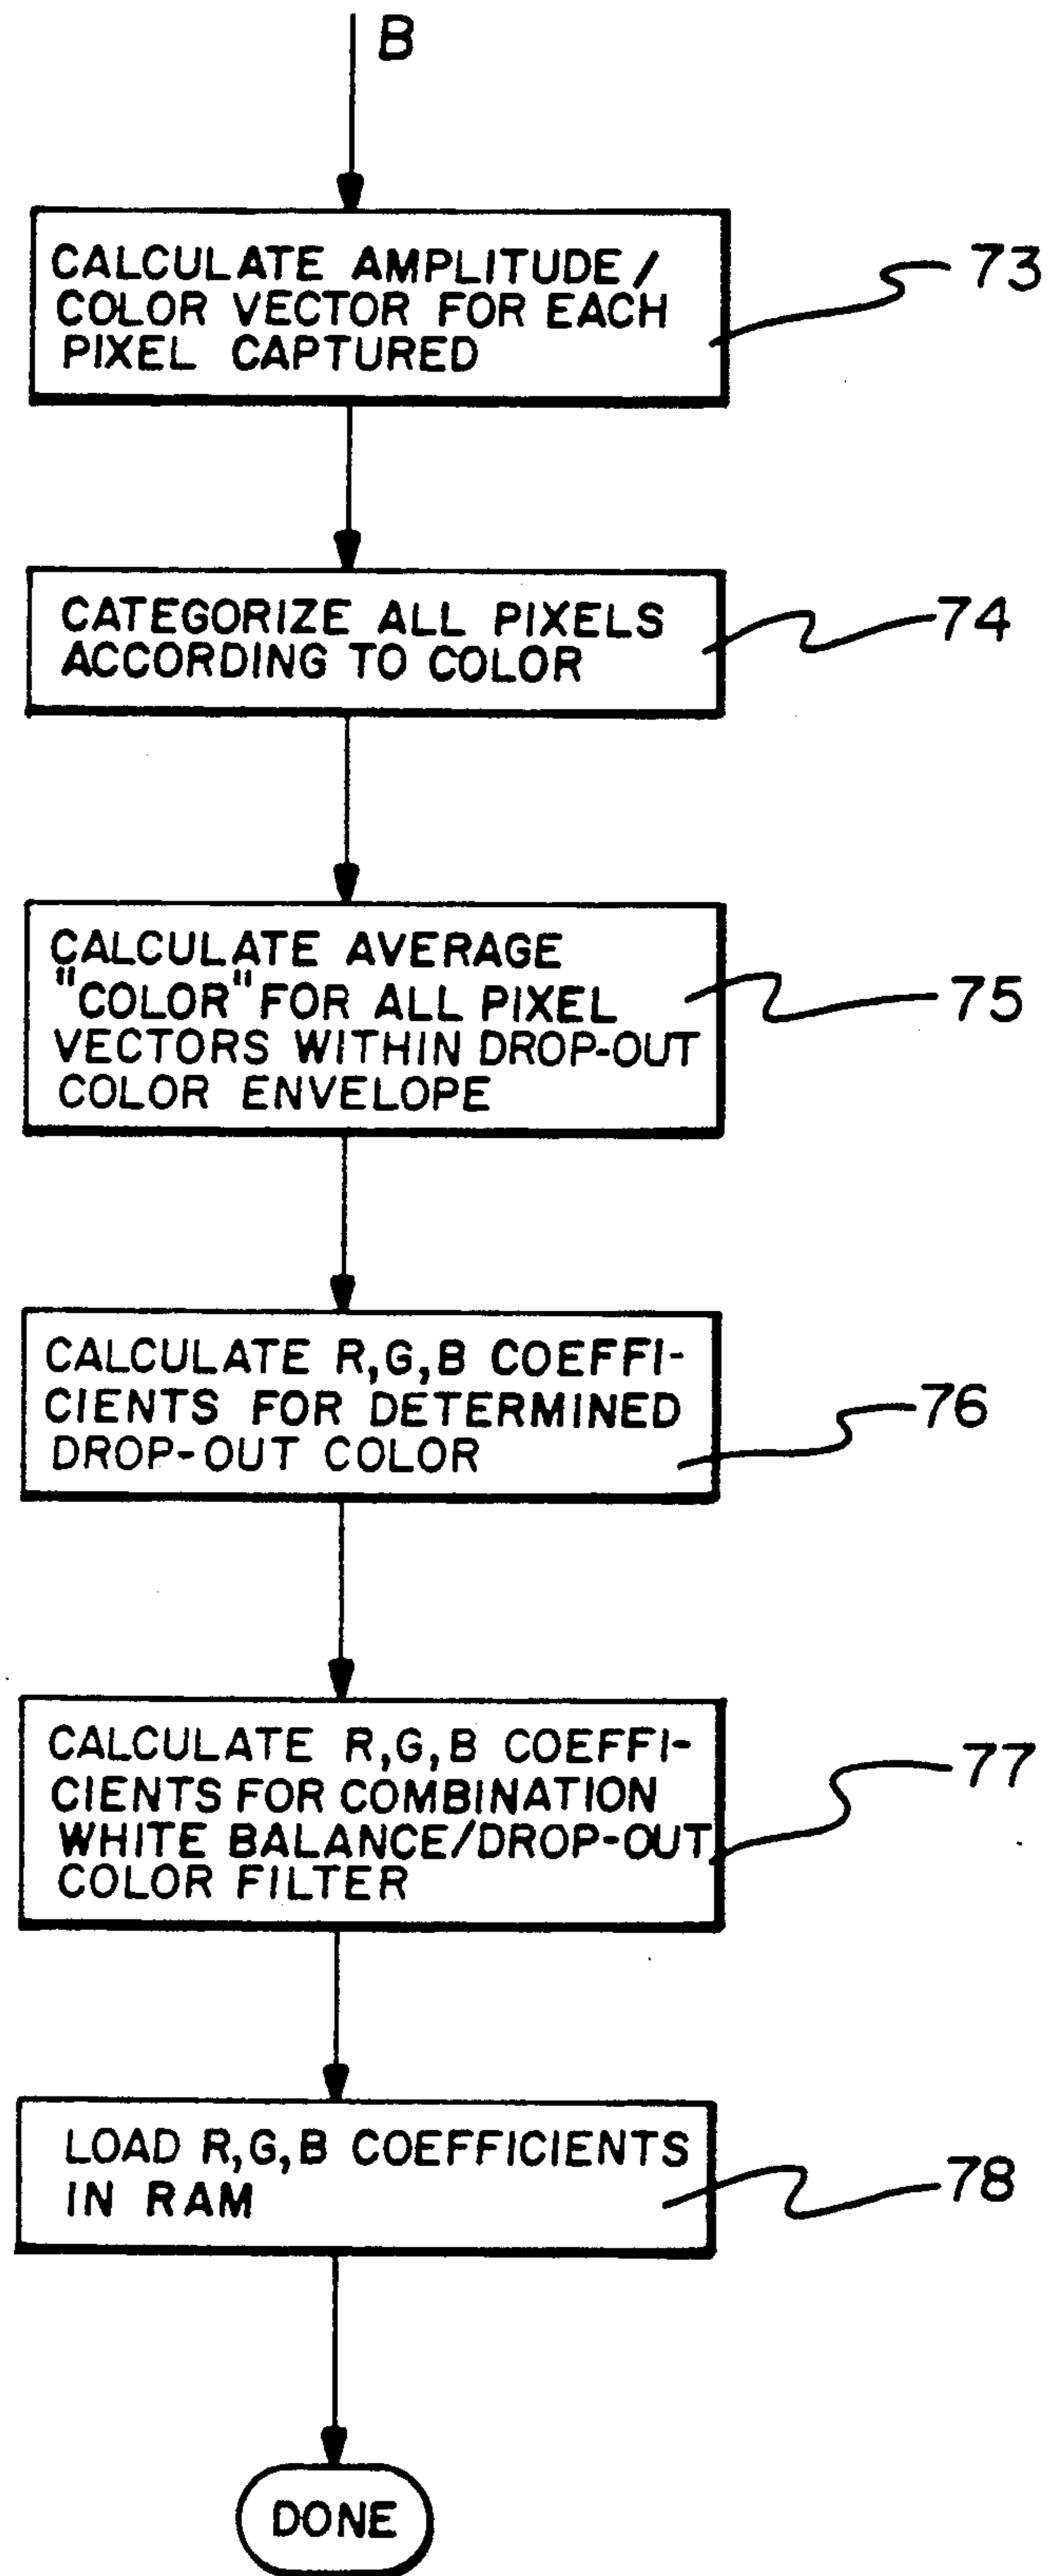 B
CALCULATE AMPLITUDE/
COLOR VECTOR FOR EACH
PIXEL CAPTURED
73
CATEGORIZE ALL PIXELS
ACCORDING TO COLOR
74
CALCULATE AVERAGE
"COLOR" FOR ALL PIXEL
VECTORS WITHIN DROP-OUT
COLOR ENVELOPE
75
CALCULATE R,G,B COEFFI-
CIENTS FOR DETERMINED
DROP-OUT COLOR
76
CALCULATE R,G,B COEFFI-
CIENTS FOR COMBINATION
WHITE BALANCE/DROP-OUT
COLOR FILTER
77
LOAD R,G,B COEFFICIENTS
IN RAM
78
DONE